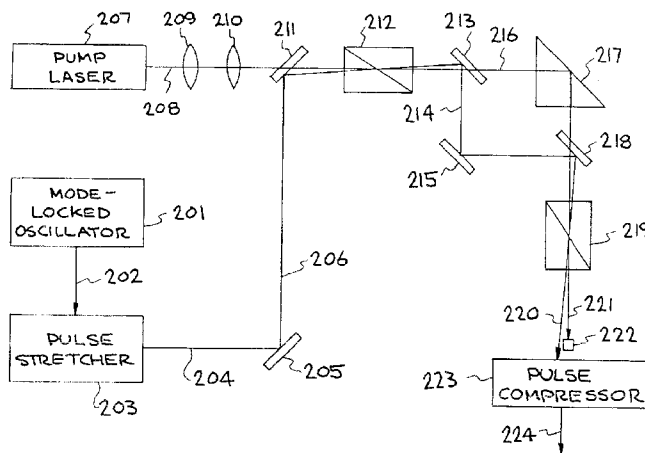 207
209
210
211
212
213
216
217
PUMP
LASER
208
214
218
215
MODE-
LOCKED
OSCILLATOR
201
219
206
202
220
221
222
PULSE
STRETCHER
203
204
205
223
PULSE
COMPRESSOR
224